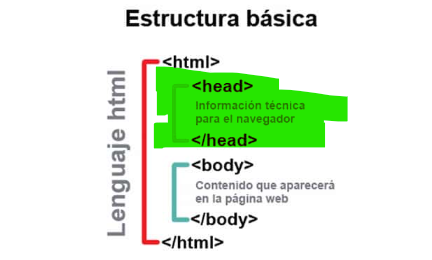 Estructura básica
Lenguaje html
<html>
<head>
Información técnica
para el navegador
</head>
<body>
Contenido que aparecerá
en la página web
</body>
</html>